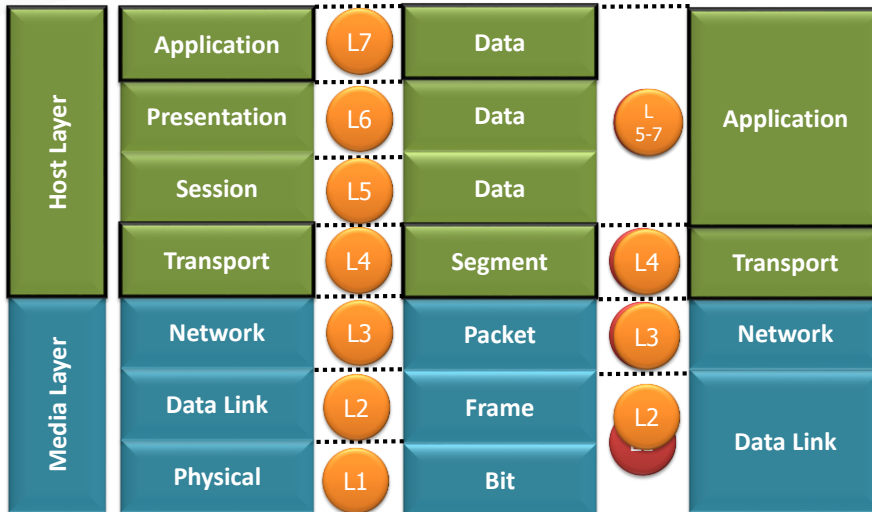 Host Layer
Media Layer
Application
Presentation
Session
Transport
Network
Data Link
Physical
L7
L6
L5
L4
L3
L2
L1
Data
Data
Data
Segment
Packet
Frame
Bit
L
5-7
L4
L3
L2
Application
Transport
Network
Data Link